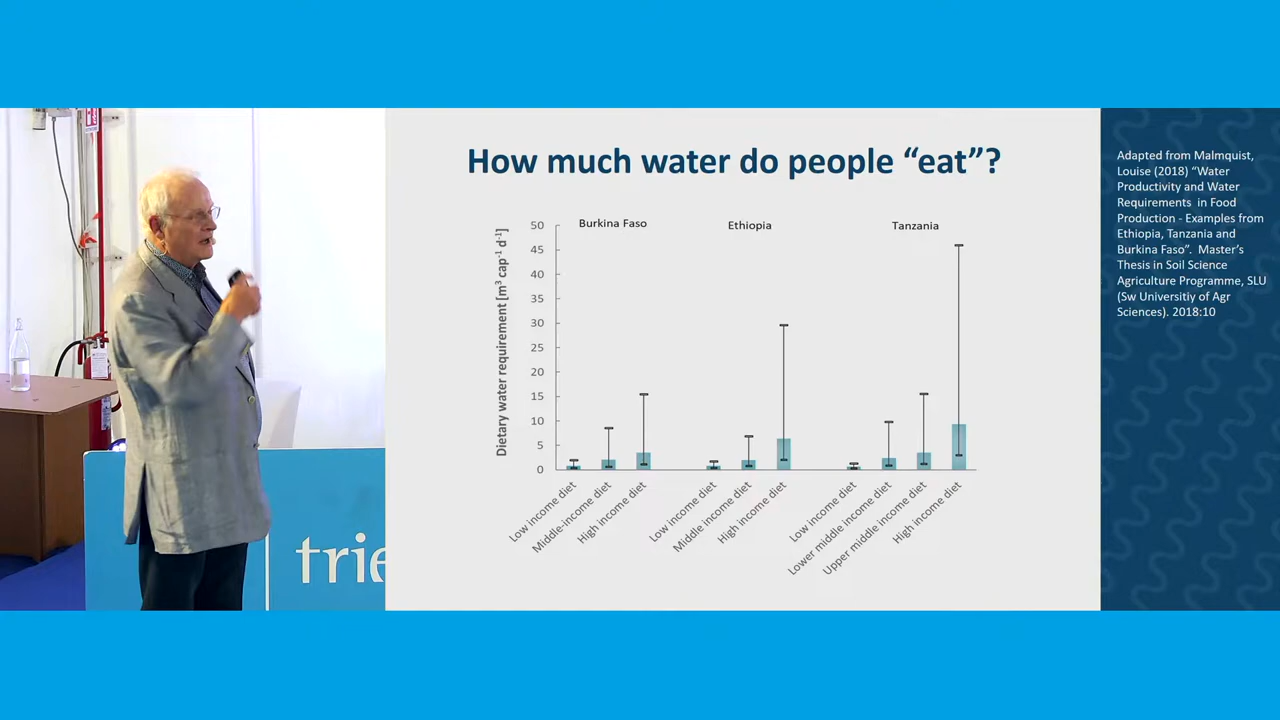 How much water do people “eat”?
Dietary water requirement [m³ cap⁻¹ d⁻¹]
50
45
40
35
30
25
20
15
10
5
0
Burkina Faso
Ethiopia
Tanzania
Low income diet
Middle-income diet
High income diet
Low income diet
Middle income diet
High income diet
Low income diet
Lower middle income diet
Upper middle income diet
High income diet
Adapted from Malmquist,
Louise (2018) “Water
Productivity and Water
Requirements in Food
Production - Examples from
Ethiopia, Tanzania and
Burkina Faso”. Master’s
Thesis in Soil Science
Agriculture Programme, SLU
(Sw Universitiy of Agr
Sciences). 2018:10
trie